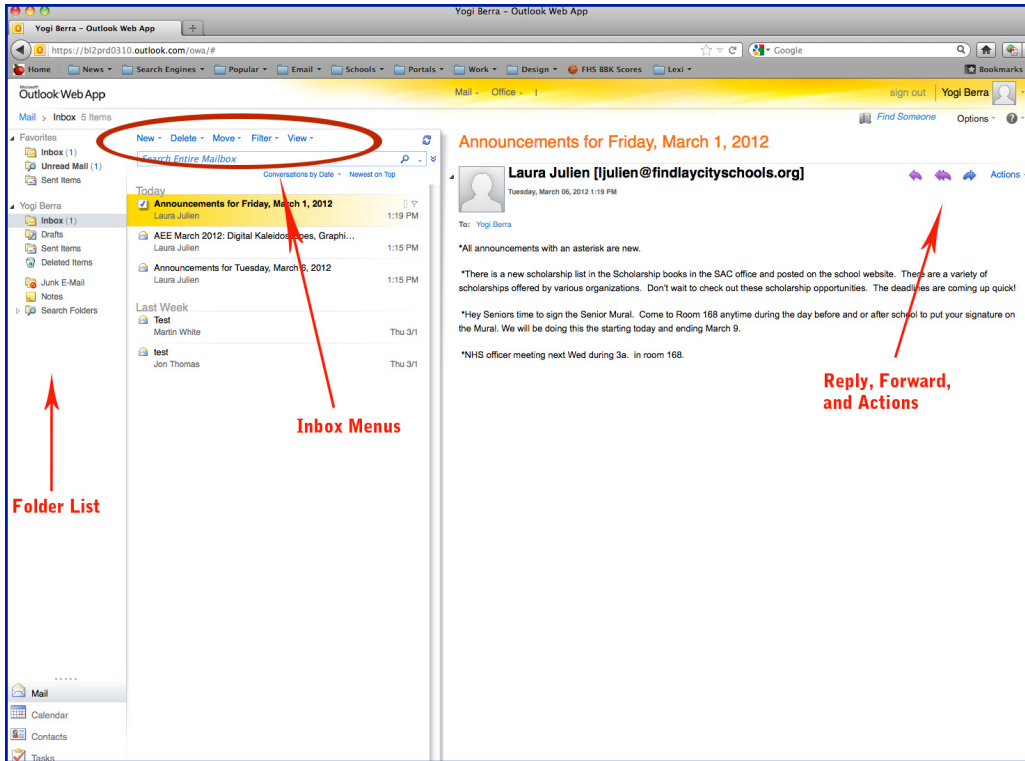 Yogi Berra – Outlook Web App
Yogi Berra – Outlook Web App
https://bl2prd0310.outlook.com/owa/#
Google
Home News Search Engines Popular Email Schools Portals Work Design FHS BBK Scores Lexi Bookmarks
Microsoft
Outlook Web App
Mail Office
sign out Yogi Berra
Mail > Inbox 5 Items
Find Someone Options
Favorites
Inbox (1)
Unread Mail (1)
Sent Items
Yogi Berra
Inbox (1)
Drafts
Sent Items
Deleted Items
Junk E-Mail
Notes
Search Folders
Folder List
Mail
Calendar
Contacts
Tasks
New Delete Move Filter View
Search Entire Mailbox
Conversations by Date Newest on Top
Today
Announcements for Friday, March 1, 2012
Laura Julien 1:19 PM
AEE March 2012: Digital Kaleidoscopes, Graphi...
Laura Julien 1:15 PM
Announcements for Tuesday, March 6, 2012
Laura Julien 1:15 PM
Last Week
Test
Martin White Thu 3/1
test
Jon Thomas Thu 3/1
Inbox Menus
Announcements for Friday, March 1, 2012
Laura Julien [ljulien@findlaycityschools.org]
Actions
Tuesday, March 06, 2012 1:19 PM
To: Yogi Berra
*All announcements with an asterisk are new.
*There is a new scholarship list in the Scholarship books in the SAC office and posted on the school website. There are a variety of
scholarships offered by various organizations. Don't wait to check out these scholarship opportunities. The deadlines are coming up quick!
*Hey Seniors time to sign the Senior Mural. Come to Room 168 anytime during the day before and or after school to put your signature on
the Mural. We will be doing this the starting today and ending March 9.
*NHS officer meeting next Wed during 3a. in room 168.
Reply, Forward,
and Actions